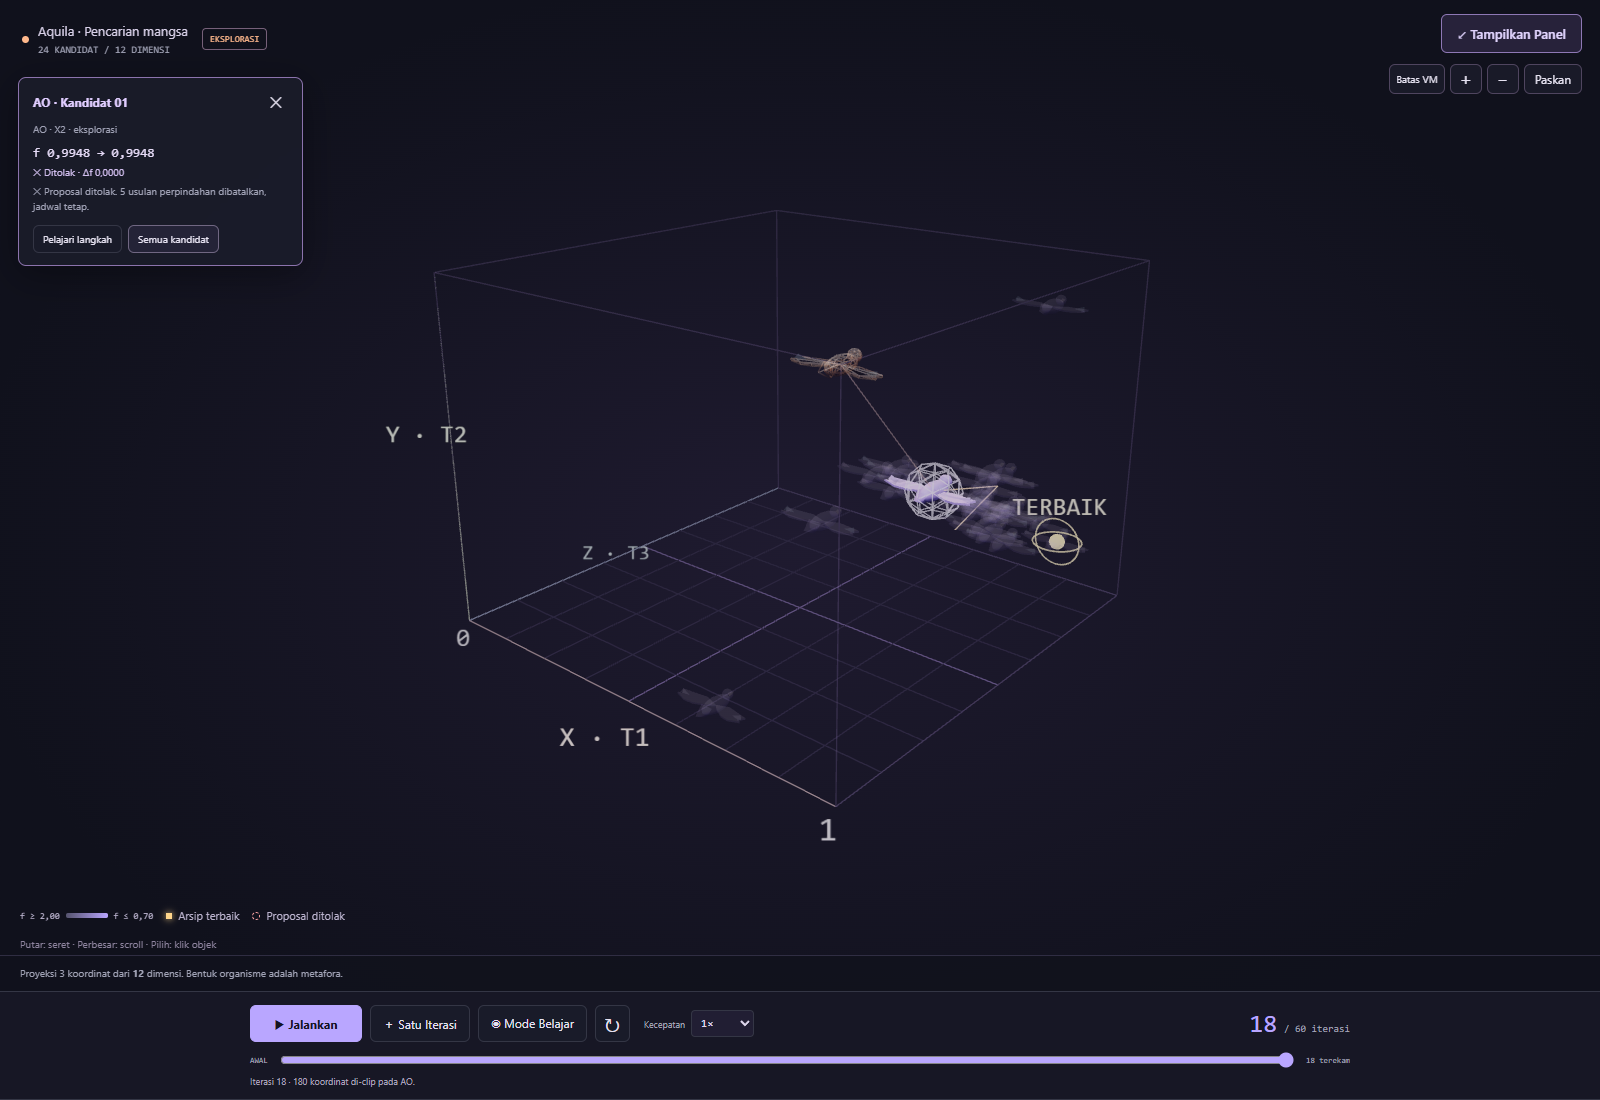 Aquila · Pencarian mangsa
24 KANDIDAT / 12 DIMENSI
EKSPLORASI
↙ Tampilkan Panel
Batas VM
+
−
Paskan
AO · Kandidat 01
AO · X2 · eksplorasi
f 0,9948 → 0,9948
✕ Ditolak · Δf 0,0000
✕ Proposal ditolak. 5 usulan perpindahan dibatalkan,
jadwal tetap.
Pelajari langkah
Semua kandidat
Y · T2
TERBAIK
Z · T3
0
X · T1
1
f ≥ 2,00
f ≤ 0,70
Arsip terbaik
Proposal ditolak
Putar: seret · Perbesar: scroll · Pilih: klik objek
Proyeksi 3 koordinat dari 12 dimensi. Bentuk organisme adalah metafora.
▶ Jalankan
+ Satu Iterasi
◉ Mode Belajar
↻
Kecepatan
1×
18 / 60 iterasi
AWAL
18 terekam
Iterasi 18 · 180 koordinat di-clip pada AO.